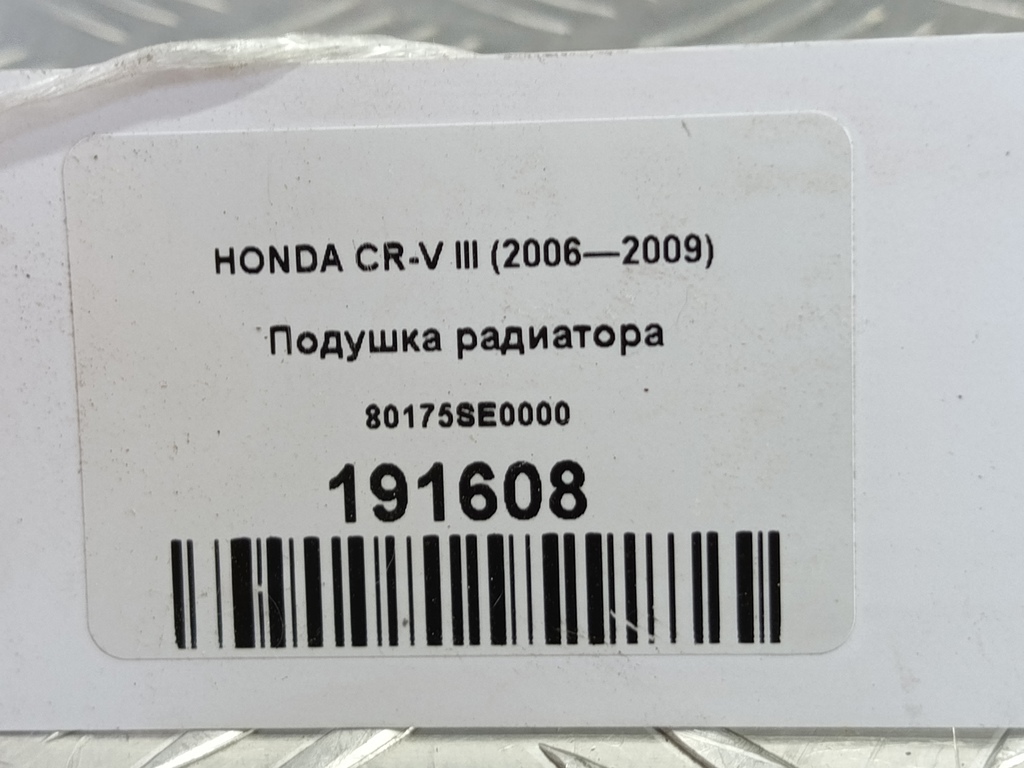 HONDA CR-V III (2006—2009)
Подушка радиатора
80175SE0000
191608